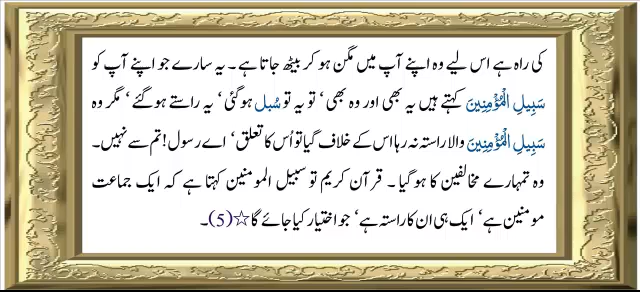 کی راہ ہے اس لیے وہ اپنے آپ میں مگن ہو کر بیٹھ جاتا ہے۔ یہ سارے جو اپنے آپ کو
سَبِیلِ الْمُؤْمِنِینَ کہتے ہیں یہ بھی اور وہ بھی‘ تو یہ تو سُبل ہوگئی‘ یہ راستے ہوگئے‘ مگر وہ
سَبِیلِ الْمُؤْمِنِینَ والا راستہ نہ رہا اس کے خلاف گیا تو اُس کا تعلق‘ اے رسول! تم سے نہیں۔
وہ تمہارے مخالفین کا ہوگیا۔ قرآن کریم تو سبیل المومنین کہتا ہے کہ ایک جماعت
مومنین ہے‘ ایک ہی ان کا راستہ ہے‘ جو اختیار کیا جائے گا☆(5)۔